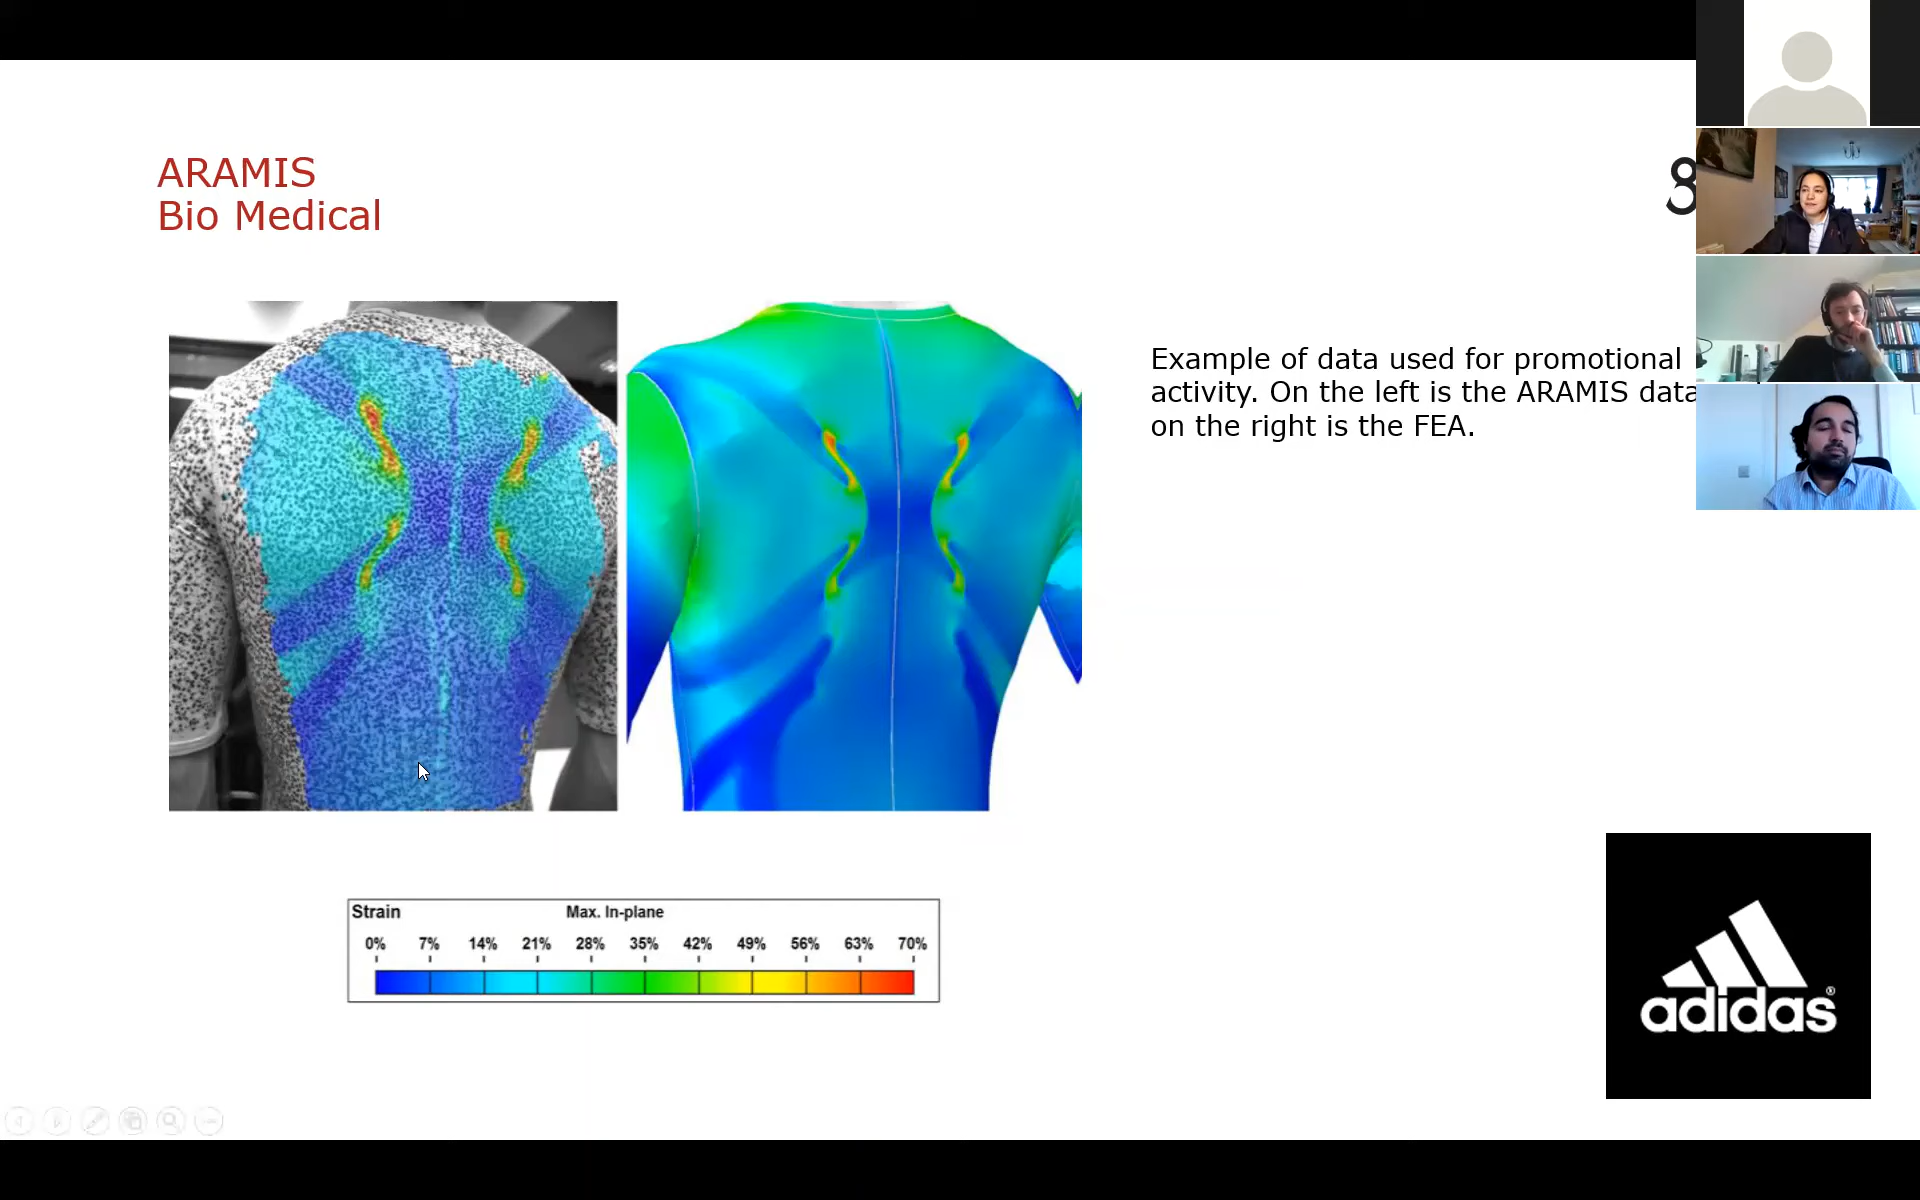 ARAMIS
Bio Medical
Example of data used for promotional
activity. On the left is the ARAMIS data
on the right is the FEA.
Strain Max. In-plane
0% 7% 14% 21% 28% 35% 42% 49% 56% 63% 70%
adidas®